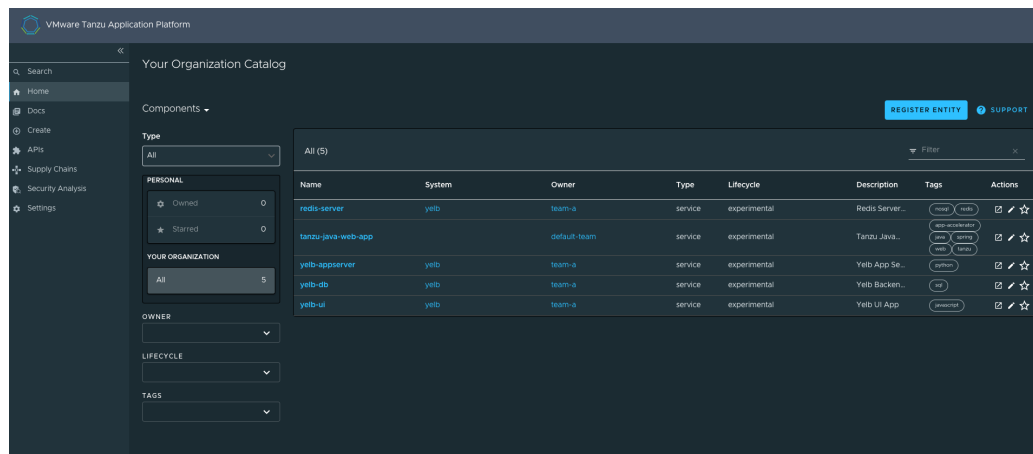 VMware Tanzu Application Platform
«
Search
Home
Docs
Create
APIs
Supply Chains
Security Analysis
Settings
Your Organization Catalog
Components
REGISTER ENTITY
SUPPORT
Type
All
PERSONAL
Owned 0
Starred 0
YOUR ORGANIZATION
All 5
OWNER
LIFECYCLE
TAGS
All (5)
Filter
Name System Owner Type Lifecycle Description Tags Actions
redis-server yelb team-a service experimental Redis Server... nosql redis
tanzu-java-web-app default-team service experimental Tanzu Java... app-accelerator java spring web tanzu
yelb-appserver yelb team-a service experimental Yelb App Se... python
yelb-db yelb team-a service experimental Yelb Backen... sql
yelb-ui yelb team-a service experimental Yelb UI App javascript